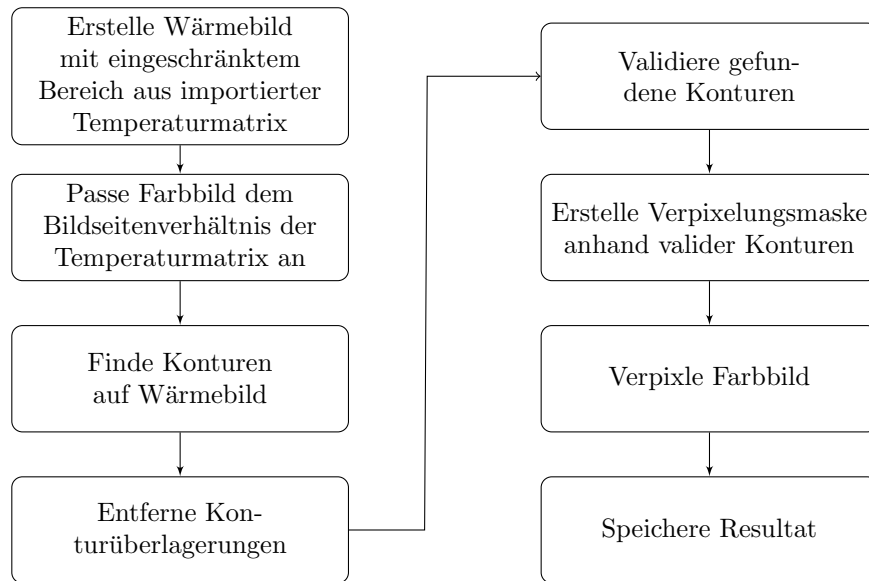 Erstelle Wärmebild
mit eingeschränktem
Bereich aus importierter
Temperaturmatrix
Passe Farbbild dem
Bildseitenverhältnis der
Temperaturmatrix an
Finde Konturen
auf Wärmebild
Entferne Kon-
turüberlagerungen
Validiere gefun-
dene Konturen
Erstelle Verpixelungsmaske
anhand valider Konturen
Verpixle Farbbild
Speichere Resultat